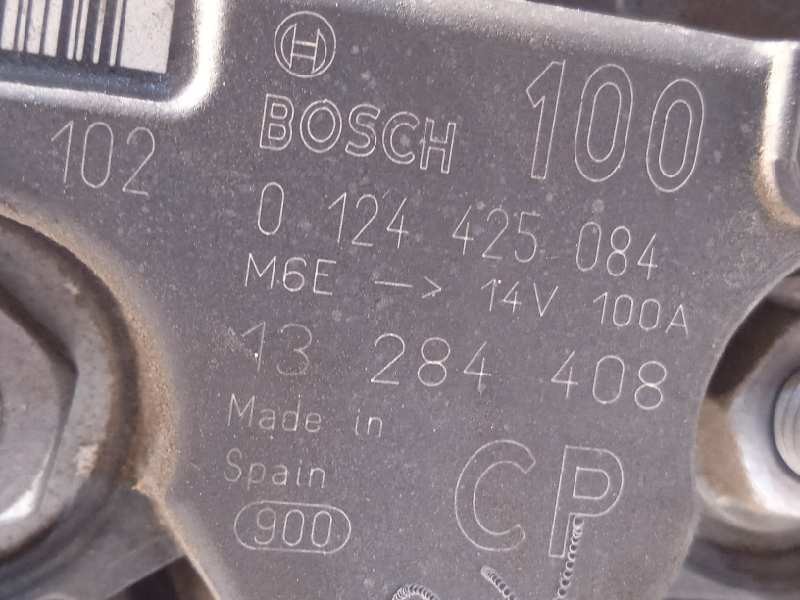 BOSCH 100
102
0 124 425 084
M6E -> 14V 100A
13 284 408
Made in
Spain
CP
900